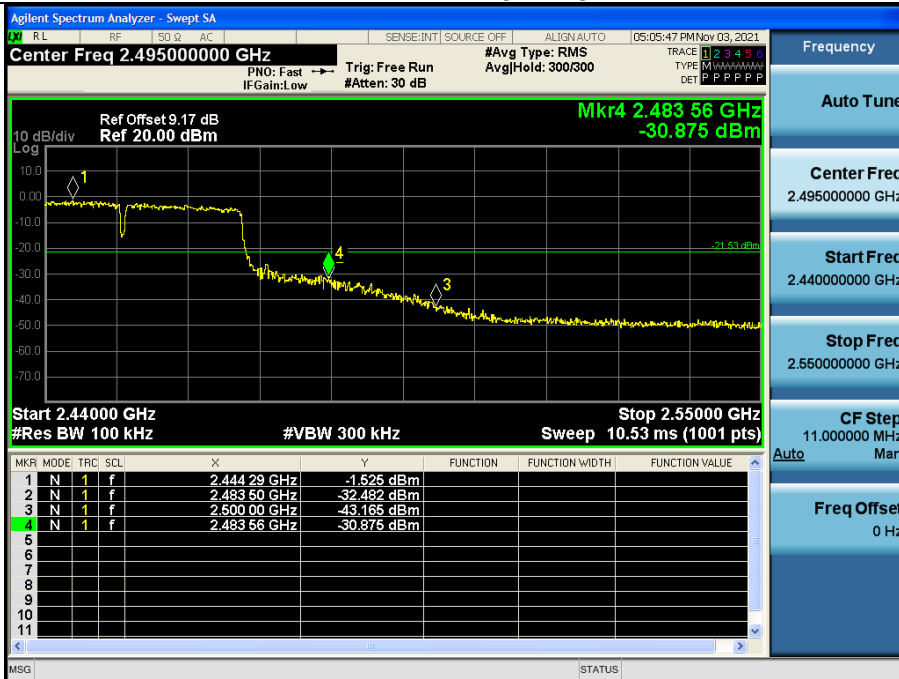 Agilent Spectrum Analyzer - Swept SA
LXI RL RF 50 Ω AC SENSE:INT SOURCE OFF ALIGN AUTO 05:05:47 PM Nov 03, 2021
Center Freq 2.495000000 GHz #Avg Type: RMS TRACE 1 2 3 4 5 6
PNO: Fast Trig: Free Run Avg|Hold: 300/300 TYPE M
IFGain:Low #Atten: 30 dB DET P P P P P P
Mkr4 2.483 56 GHz
-30.875 dBm
Ref Offset 9.17 dB
10 dB/div Ref 20.00 dBm
Log
10.0
0.00
-10.0
-20.0
-30.0
-40.0
-50.0
-60.0
-70.0
1
4
3
-21.53 dBm
Start 2.44000 GHz Stop 2.55000 GHz
#Res BW 100 kHz #VBW 300 kHz Sweep 10.53 ms (1001 pts)
MKR MODE TRC SCL X Y FUNCTION FUNCTION WIDTH FUNCTION VALUE
1 N 1 f 2.444 29 GHz -1.525 dBm
2 N 1 f 2.483 50 GHz -32.482 dBm
3 N 1 f 2.500 00 GHz -43.165 dBm
4 N 1 f 2.483 56 GHz -30.875 dBm
5
6
7
8
9
10
11
MSG STATUS
Frequency
Auto Tune
Center Freq
2.495000000 GHz
Start Freq
2.440000000 GHz
Stop Freq
2.550000000 GHz
CF Step
11.000000 MHz
Auto Man
Freq Offset
0 Hz